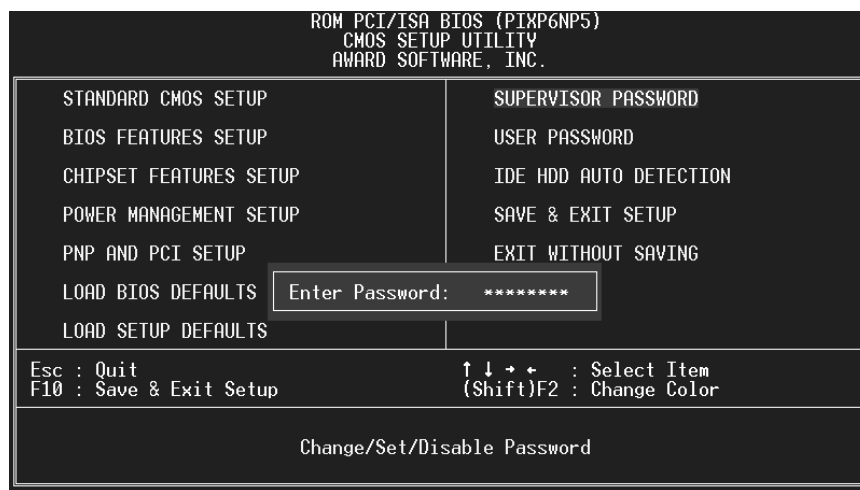 ROM PCI/ISA BIOS (PIXP6NP5)
CMOS SETUP UTILITY
AWARD SOFTWARE, INC.
STANDARD CMOS SETUP
BIOS FEATURES SETUP
CHIPSET FEATURES SETUP
POWER MANAGEMENT SETUP
PNP AND PCI SETUP
LOAD BIOS DEFAULTS
LOAD SETUP DEFAULTS
SUPERVISOR PASSWORD
USER PASSWORD
IDE HDD AUTO DETECTION
SAVE & EXIT SETUP
EXIT WITHOUT SAVING
Enter Password: ********
Esc : Quit
F10 : Save & Exit Setup
↑ ↓ → ← : Select Item
(Shift)F2 : Change Color
Change/Set/Disable Password